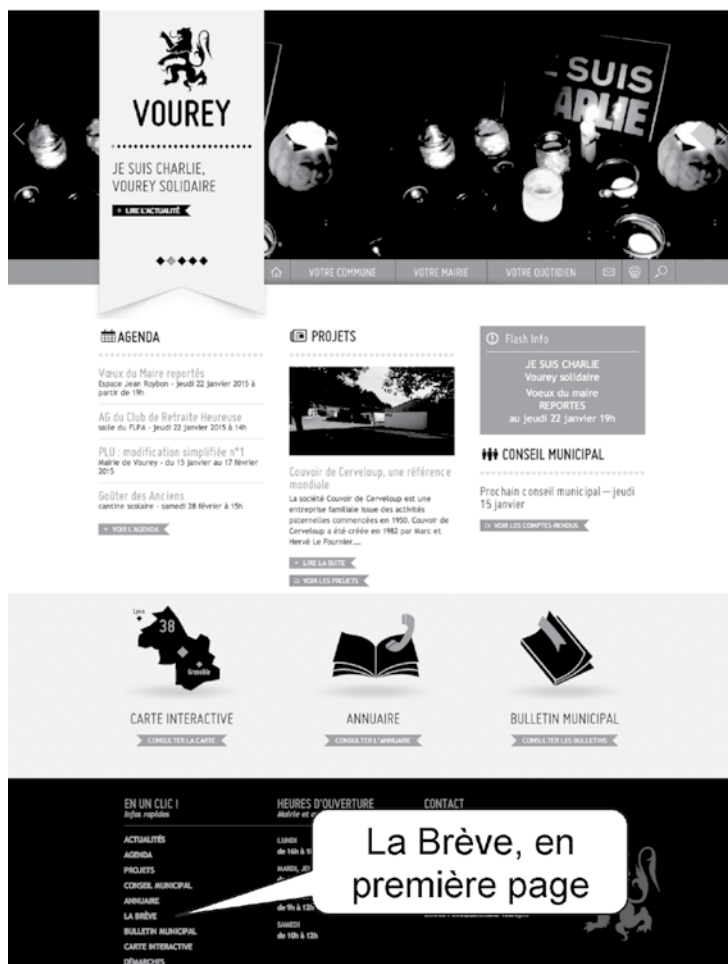 VOUREY
JE SUIS CHARLIE,
VOUREY SOLIDAIRE
+ LIRE L'ACTUALITÉ
SUIS
VOTRE COMMUNE
VOTRE MAIRIE
VOTRE QUOTIDIEN
AGENDA
Vœux du Maire reportés
Espace Jean Roybon - jeudi 22 janvier 2015 à
partir de 19h
AG du Club de Retraite Heureuse
salle du FLPA - jeudi 22 janvier 2015 à 14h
PLU : modification simplifiée n°1
Mairie de Vourey - du 15 janvier au 17 février
2015
Goûter des Anciens
cantine scolaire - samedi 28 février à 15h
+ VOIR L'AGENDA
PROJETS
Couvoir de Cerveloup, une référence
mondiale
La société Couvoir de Cerveloup est une
entreprise familiale issue des activités
paternelles commencées en 1950. Couvoir de
Cerveloup a été créée en 1982 par Marc et
Hervé Le Fournier....
+ LIRE LA SUITE
VOIR LES PROJETS
Flash Info
JE SUIS CHARLIE
Vourey solidaire
Voeux du maire
REPORTES
au jeudi 22 janvier 19h
CONSEIL MUNICIPAL
Prochain conseil municipal — jeudi
15 janvier
VOIR LES COMPTES-RENDUS
Lyon
38
Grenoble
CARTE INTERACTIVE
CONSULTER LA CARTE
ANNUAIRE
CONSULTER L'ANNUAIRE
BULLETIN MUNICIPAL
CONSULTER LES BULLETINS
EN UN CLIC !
Infos rapides
ACTUALITÉS
AGENDA
PROJETS
CONSEIL MUNICIPAL
ANNUAIRE
LA BRÈVE
BULLETIN MUNICIPAL
CARTE INTERACTIVE
DÉMARCHES
HEURES D'OUVERTURE
Mairie et
LUNDI
de 16h à
MARDI,
de 9h à 12h
SAMEDI
de 10h à 12h
CONTACT
La Brève, en
première page